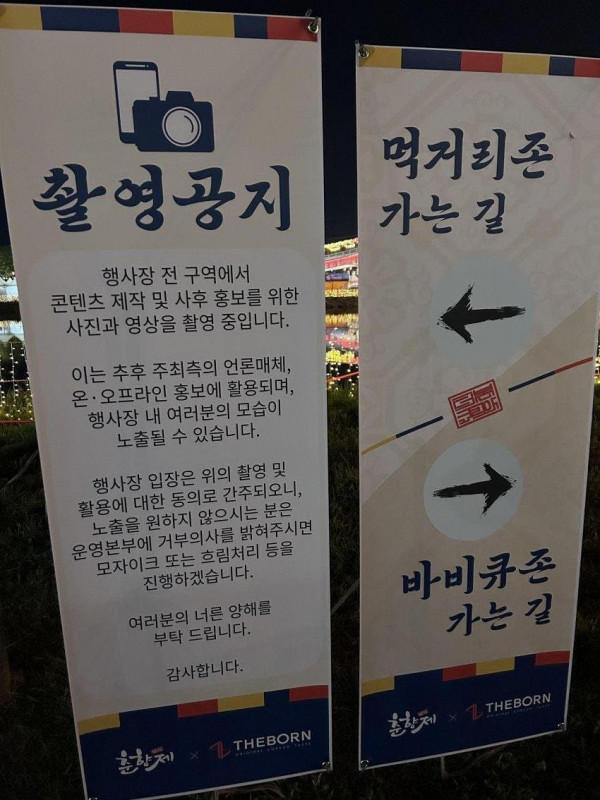 촬영공지
행사장 전 구역에서
콘텐츠 제작 및 사후 홍보를 위한
사진과 영상을 촬영 중입니다.
이는 추후 주최측의 언론매체,
온·오프라인 홍보에 활용되며,
행사장 내 여러분의 모습이
노출될 수 있습니다.
행사장 입장은 위의 촬영 및
활용에 대한 동의로 간주되오니,
노출을 원하지 않으시는 분은
운영본부에 거부의사를 밝혀주시면
모자이크 또는 흐림처리 등을
진행하겠습니다.
여러분의 너른 양해를
부탁 드립니다.
감사합니다.
춘향제 × THEBORN
먹거리존
가는 길
바비큐존
가는 길
춘향제 × THEBORN